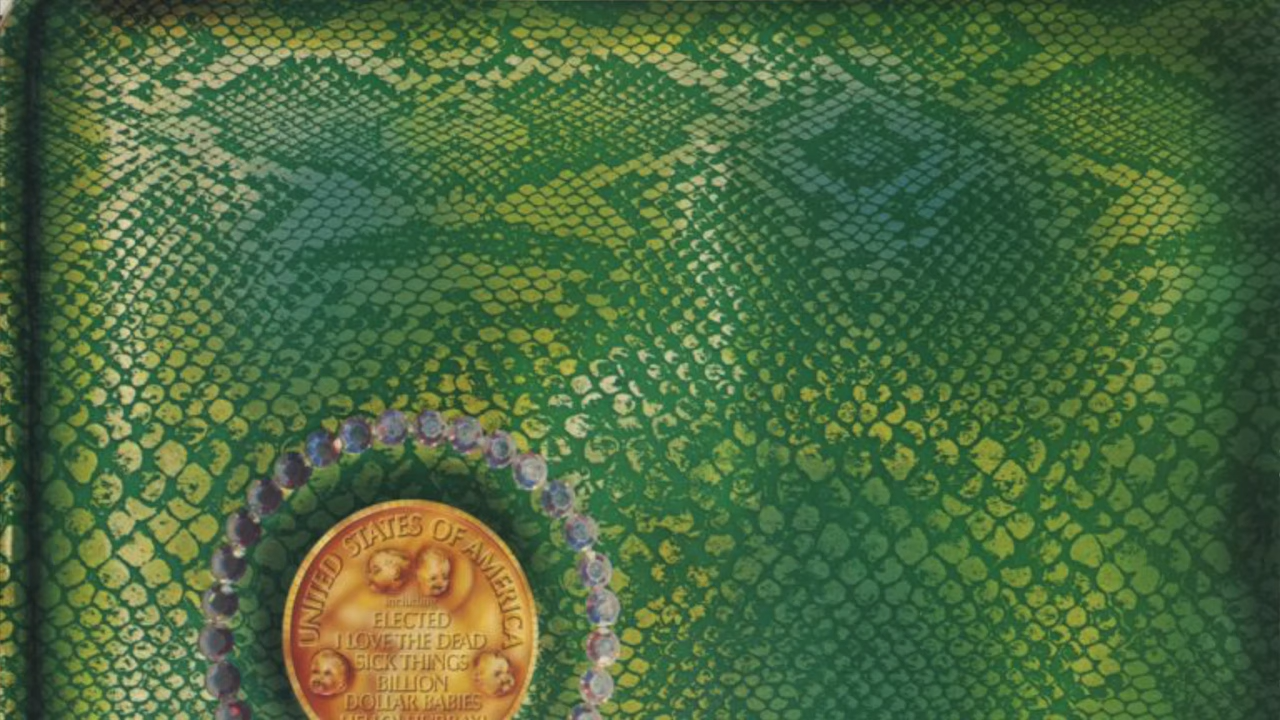 UNITED STATES OF AMERICA
including
ELECTED
I LOVE THE DEAD
SICK THINGS
BILLION
DOLLAR BABIES